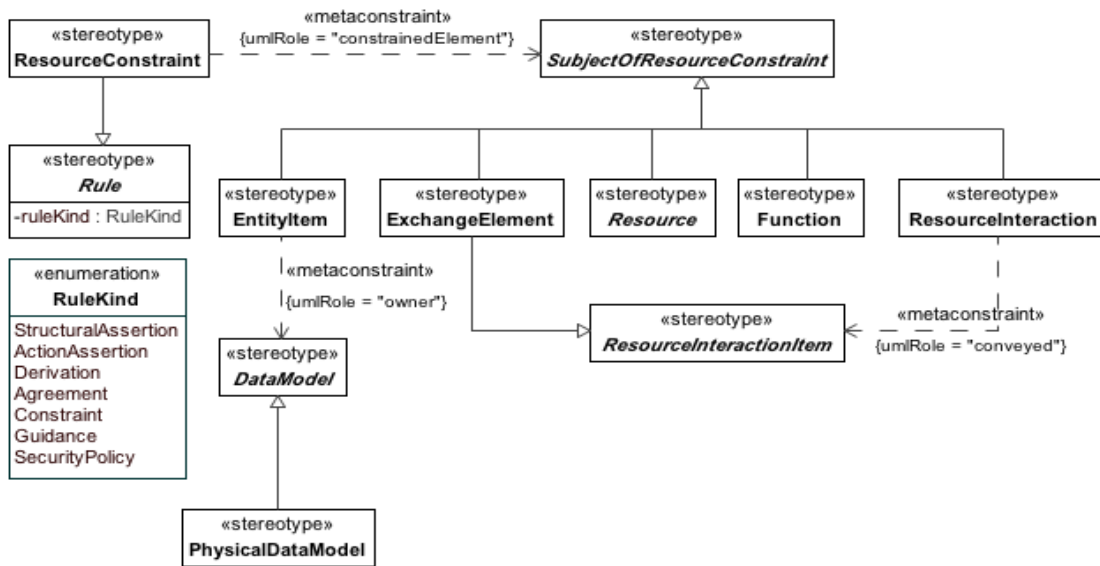 «metaconstraint»
{umlRole = "constrainedElement"}
«stereotype»
ResourceConstraint
«stereotype»
SubjectOfResourceConstraint
«stereotype»
Rule
-ruleKind : RuleKind
«stereotype»
EntityItem
«stereotype»
ExchangeElement
«stereotype»
Resource
«stereotype»
Function
«stereotype»
ResourceInteraction
«enumeration»
RuleKind
StructuralAssertion
ActionAssertion
Derivation
Agreement
Constraint
Guidance
SecurityPolicy
«metaconstraint»
{umlRole = "owner"}
«stereotype»
ResourceInteractionItem
«metaconstraint»
{umlRole = "conveyed"}
«stereotype»
DataModel
«stereotype»
PhysicalDataModel